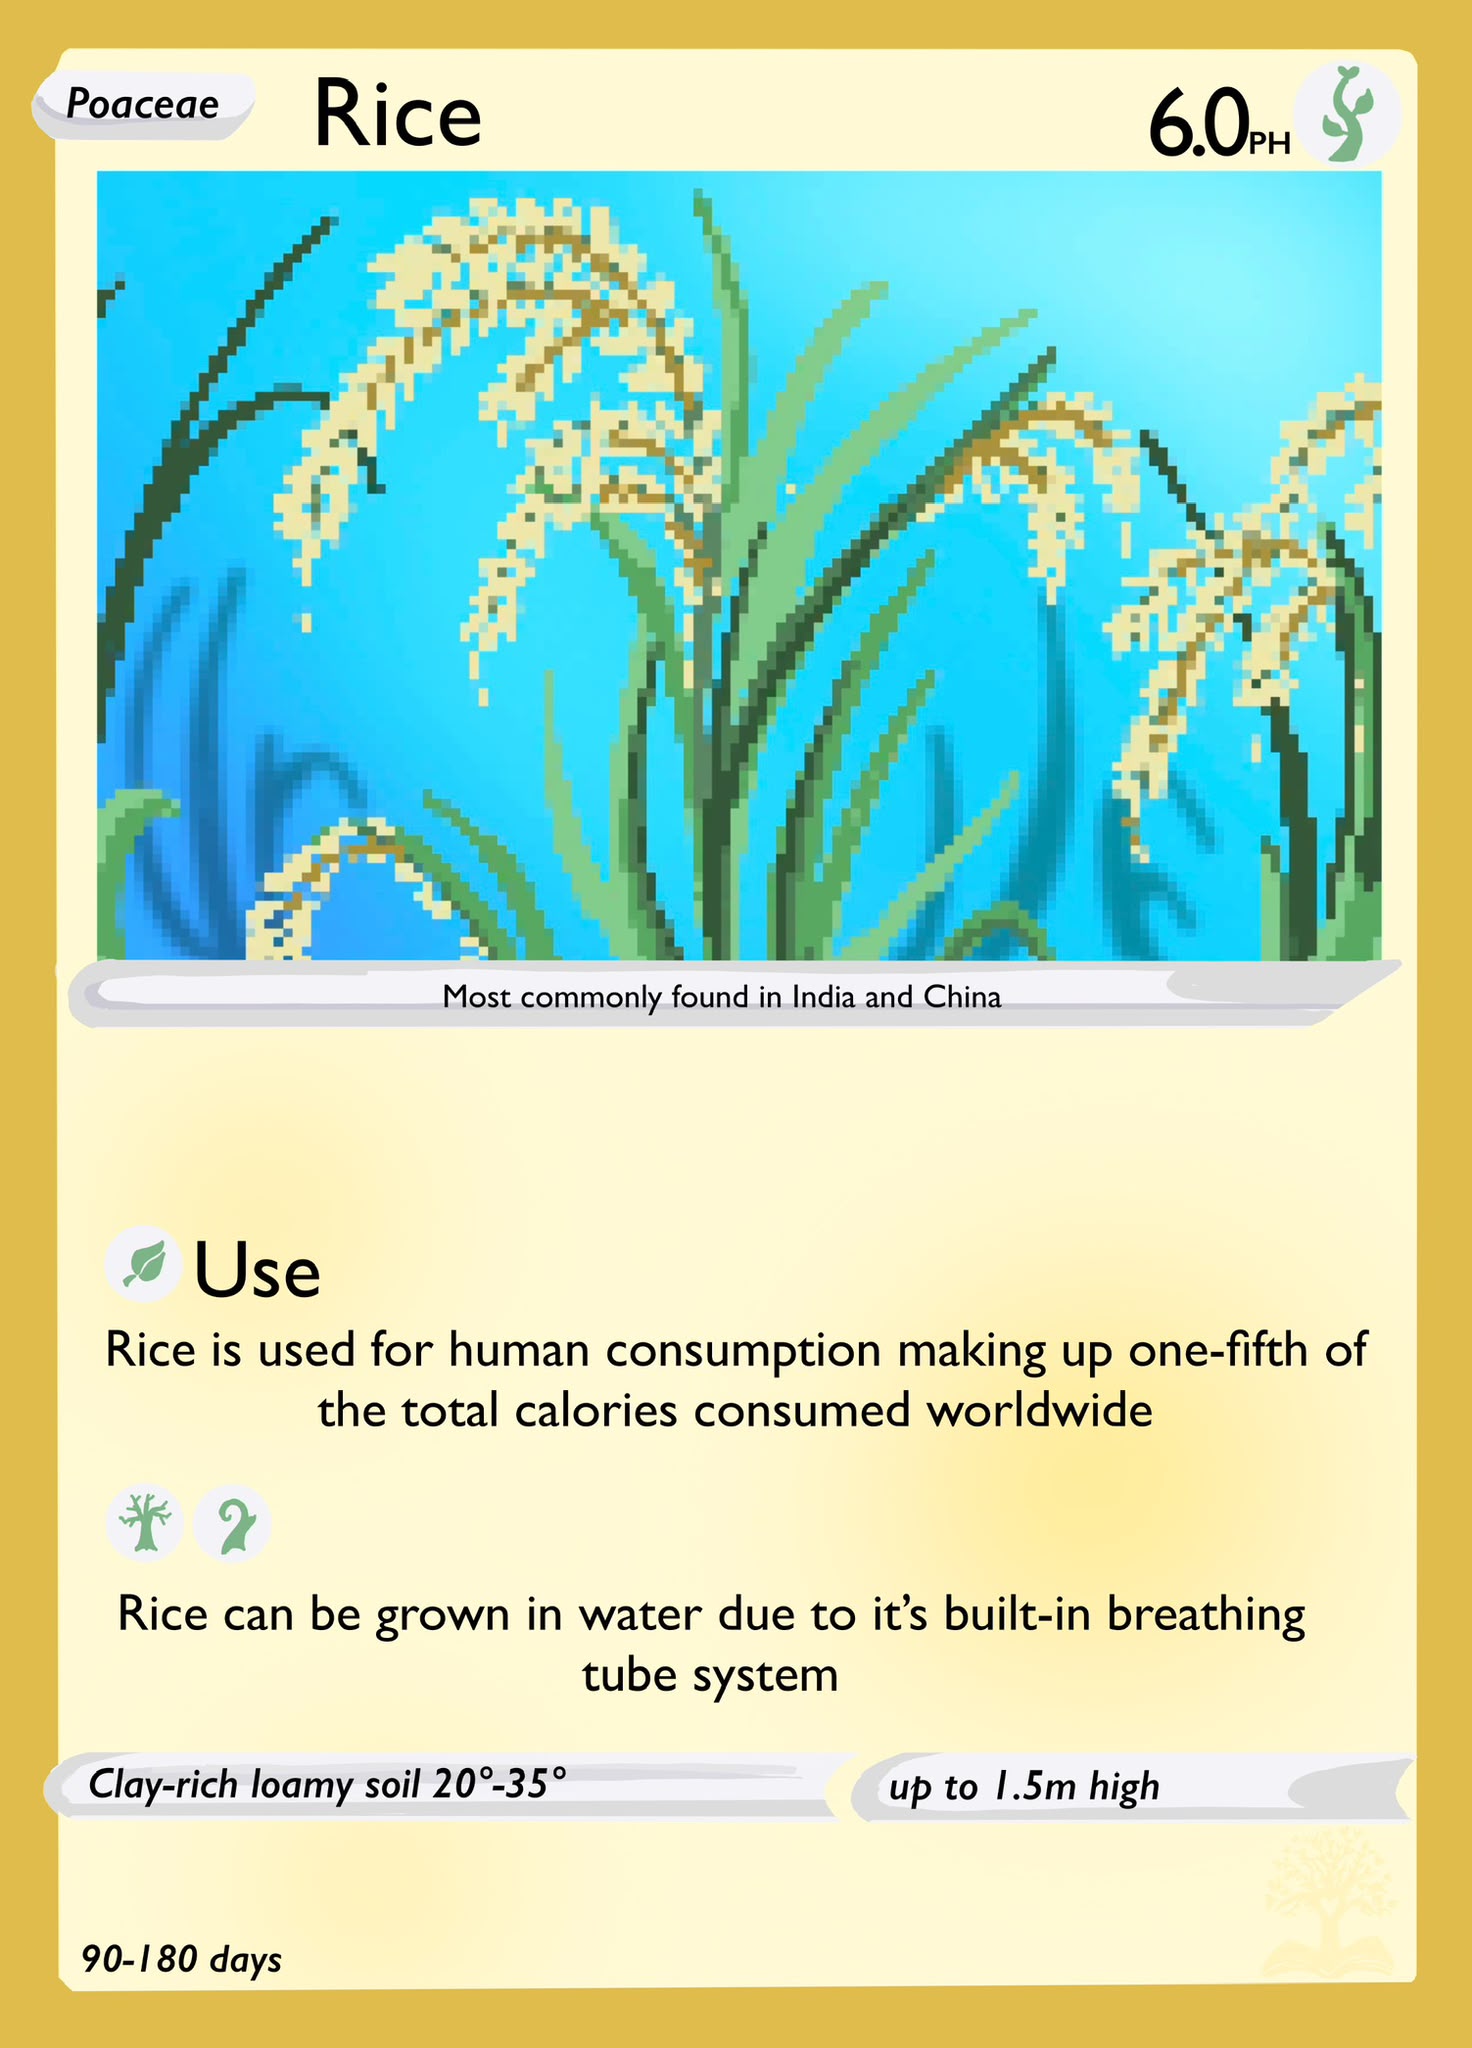 Poaceae
Rice
6.0PH
Most commonly found in India and China
Use
Rice is used for human consumption making up one-fifth of
the total calories consumed worldwide
Rice can be grown in water due to it’s built-in breathing
tube system
Clay-rich loamy soil 20°-35°
up to 1.5m high
90-180 days